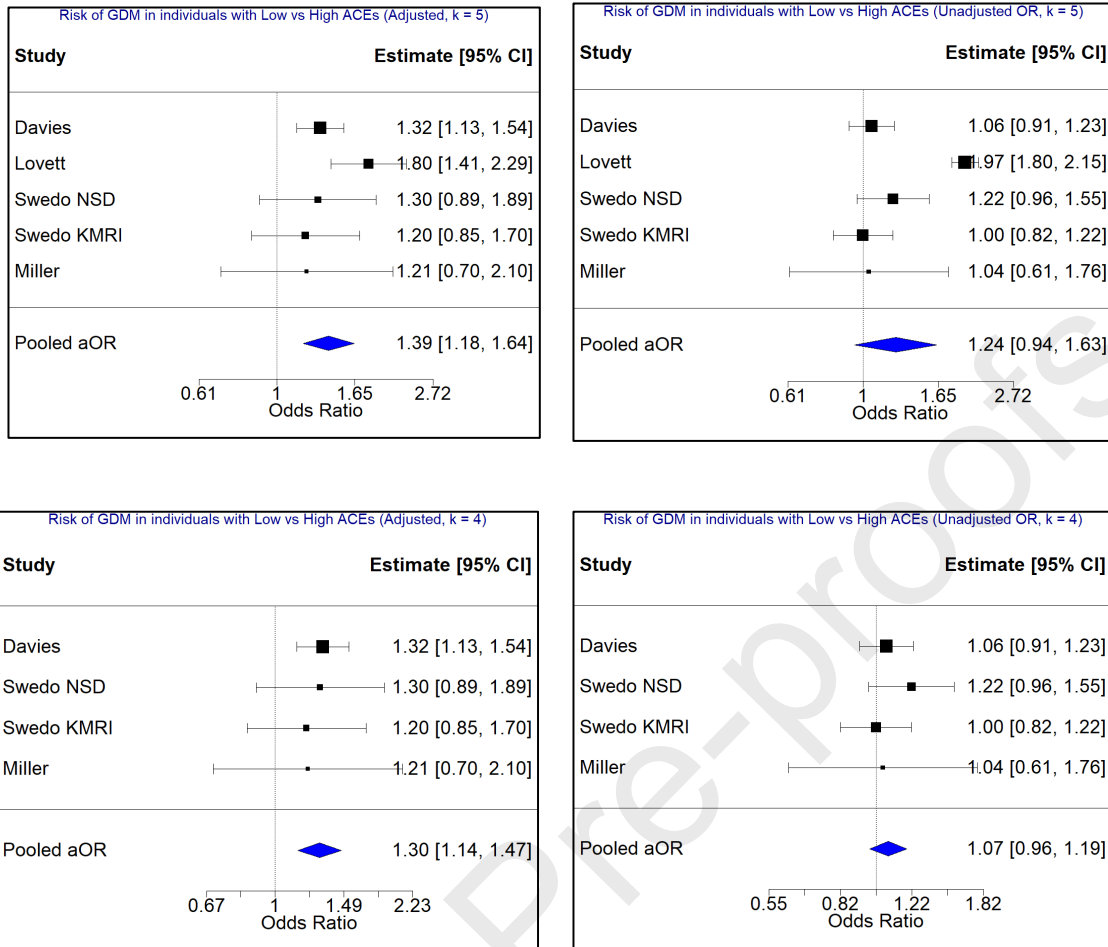 Risk of GDM in individuals with Low vs High ACEs (Adjusted, k = 5)
Study Estimate [95% CI]
Davies 1.32 [1.13, 1.54]
Lovett 1.80 [1.41, 2.29]
Swedo NSD 1.30 [0.89, 1.89]
Swedo KMRI 1.20 [0.85, 1.70]
Miller 1.21 [0.70, 2.10]
Pooled aOR 1.39 [1.18, 1.64]
0.61 1 1.65 2.72
Odds Ratio
Risk of GDM in individuals with Low vs High ACEs (Unadjusted OR, k = 5)
Study Estimate [95% CI]
Davies 1.06 [0.91, 1.23]
Lovett 1.97 [1.80, 2.15]
Swedo NSD 1.22 [0.96, 1.55]
Swedo KMRI 1.00 [0.82, 1.22]
Miller 1.04 [0.61, 1.76]
Pooled aOR 1.24 [0.94, 1.63]
0.61 1 1.65 2.72
Odds Ratio
Risk of GDM in individuals with Low vs High ACEs (Adjusted, k = 4)
Study Estimate [95% CI]
Davies 1.32 [1.13, 1.54]
Swedo NSD 1.30 [0.89, 1.89]
Swedo KMRI 1.20 [0.85, 1.70]
Miller 1.21 [0.70, 2.10]
Pooled aOR 1.30 [1.14, 1.47]
0.67 1 1.49 2.23
Odds Ratio
Risk of GDM in individuals with Low vs High ACEs (Unadjusted OR, k = 4)
Study Estimate [95% CI]
Davies 1.06 [0.91, 1.23]
Swedo NSD 1.22 [0.96, 1.55]
Swedo KMRI 1.00 [0.82, 1.22]
Miller 1.04 [0.61, 1.76]
Pooled aOR 1.07 [0.96, 1.19]
0.55 0.82 1.22 1.82
Odds Ratio
Pre-proofs